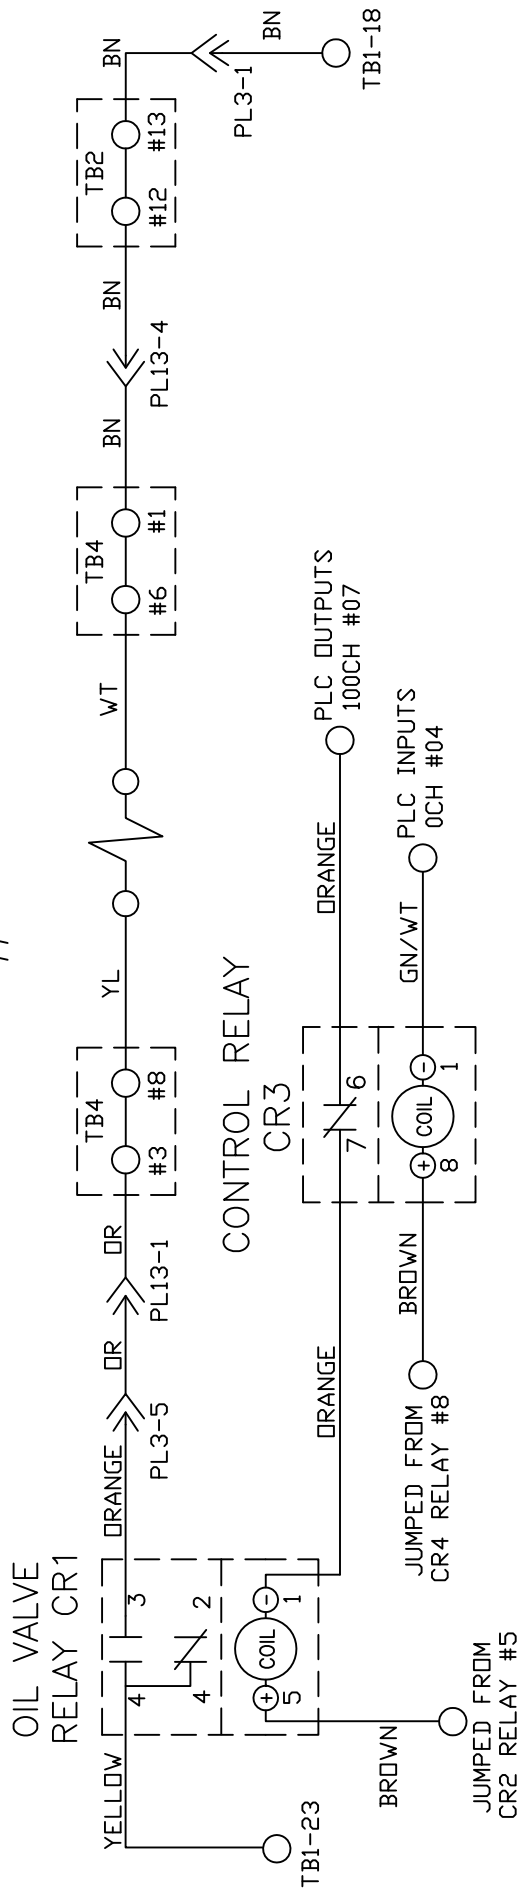 OIL VALVE
RELAY CR1
YELLOW
4
3
4
2
COIL
+
5
-
1
TB1-23
BROWN
JUMPED FROM
CR2 RELAY #5
ORANGE
PL3-5
OR
PL13-1
OR
TB4
#3
#8
YL
WT
TB4
#6
#1
BN
PL13-4
BN
TB2
#12
#13
BN
PL3-1
BN
TB1-18
CONTROL RELAY
CR3
ORANGE
7
6
ORANGE
PLC OUTPUTS
100CH #07
JUMPED FROM
CR4 RELAY #8
BROWN
+
8
COIL
-
1
GN/WT
PLC INPUTS
0CH #04